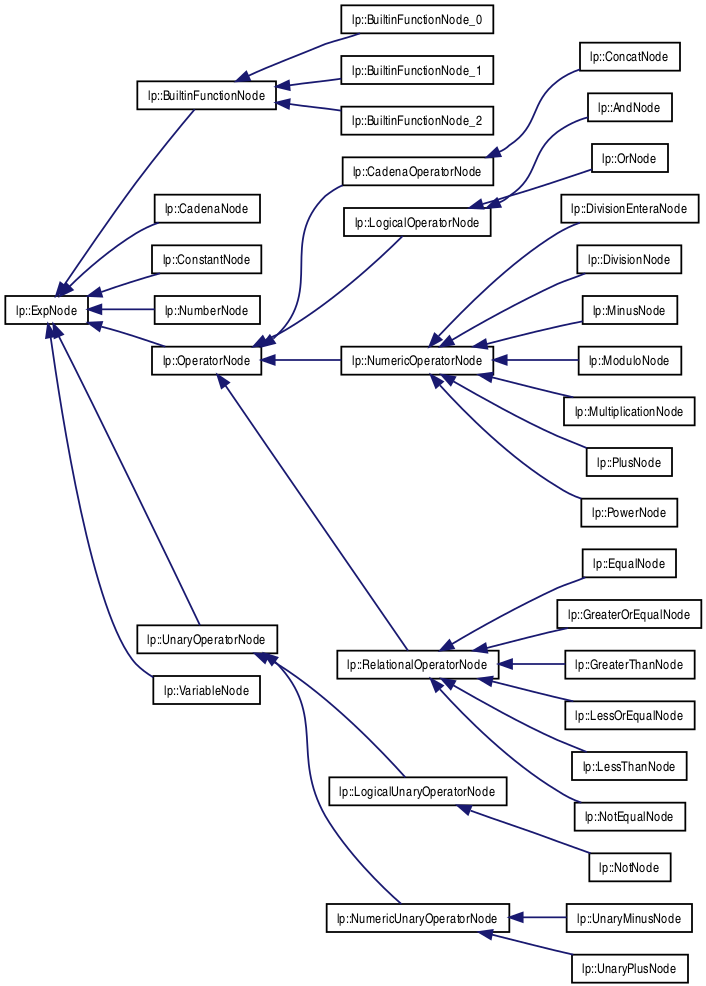 lp::BuiltinFunctionNode_0
lp::ConcatNode
lp::BuiltinFunctionNode_1
lp::BuiltinFunctionNode
lp::AndNode
lp::BuiltinFunctionNode_2
lp::OrNode
lp::CadenaOperatorNode
lp::CadenaNode
lp::DivisionEnteraNode
lp::LogicalOperatorNode
lp::ConstantNode
lp::DivisionNode
lp::ExpNode
lp::NumberNode
lp::MinusNode
lp::OperatorNode
lp::NumericOperatorNode
lp::ModuloNode
lp::MultiplicationNode
lp::PlusNode
lp::PowerNode
lp::EqualNode
lp::GreaterOrEqualNode
lp::UnaryOperatorNode
lp::RelationalOperatorNode
lp::GreaterThanNode
lp::VariableNode
lp::LessOrEqualNode
lp::LessThanNode
lp::LogicalUnaryOperatorNode
lp::NotEqualNode
lp::NotNode
lp::NumericUnaryOperatorNode
lp::UnaryMinusNode
lp::UnaryPlusNode